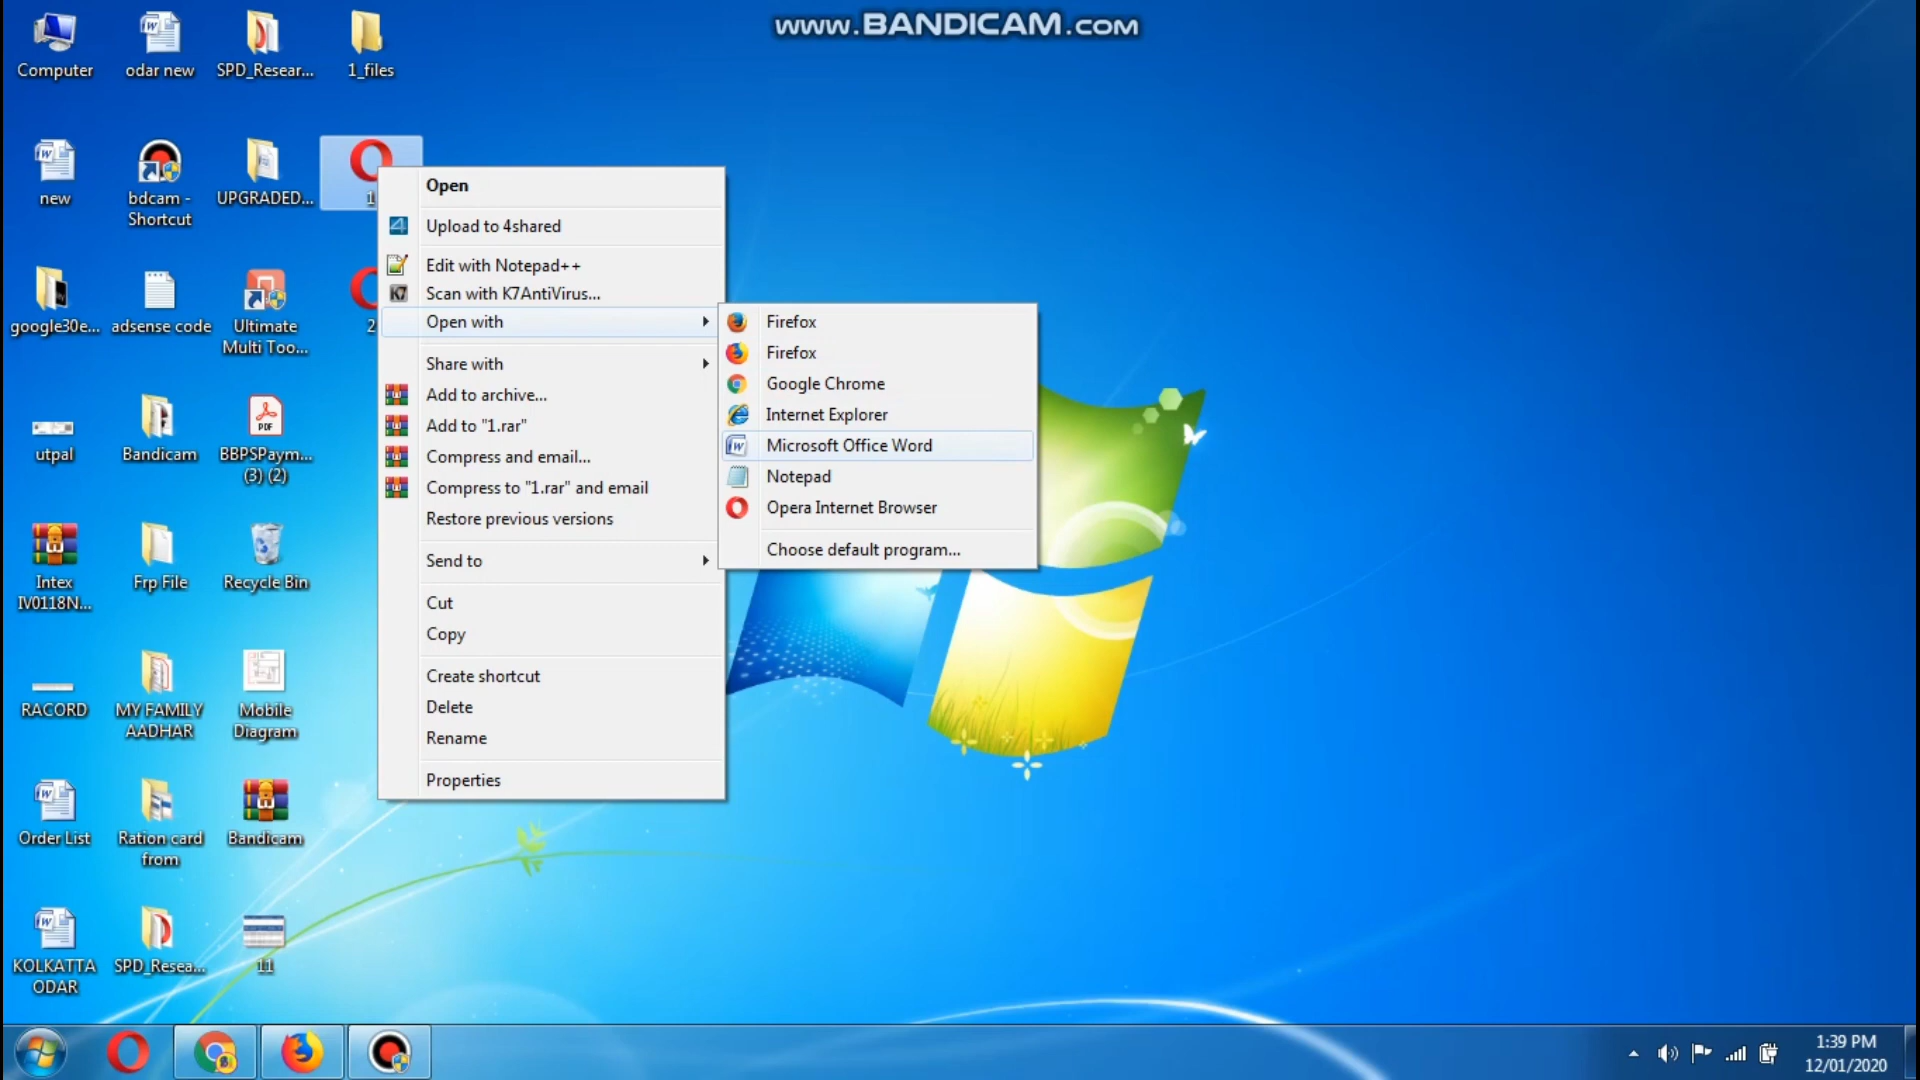 www.BANDICAM.com
Computer
odar new
SPD_Resear...
1_files
new
bdcam -
Shortcut
UPGRADED...
1
google30e...
adsense code
Ultimate
Multi Too...
2
utpal
Bandicam
BBPSPaym...
(3) (2)
Intex
IV0118N...
Frp File
Recycle Bin
RACORD
MY FAMILY
AADHAR
Mobile
Diagram
Order List
Ration card
from
Bandicam
KOLKATTA
ODAR
SPD_Resea...
11
Open
Upload to 4shared
Edit with Notepad++
Scan with K7AntiVirus...
Open with
Share with
Add to archive...
Add to "1.rar"
Compress and email...
Compress to "1.rar" and email
Restore previous versions
Send to
Cut
Copy
Create shortcut
Delete
Rename
Properties
Firefox
Firefox
Google Chrome
Internet Explorer
Microsoft Office Word
Notepad
Opera Internet Browser
Choose default program...
1:39 PM
12/01/2020